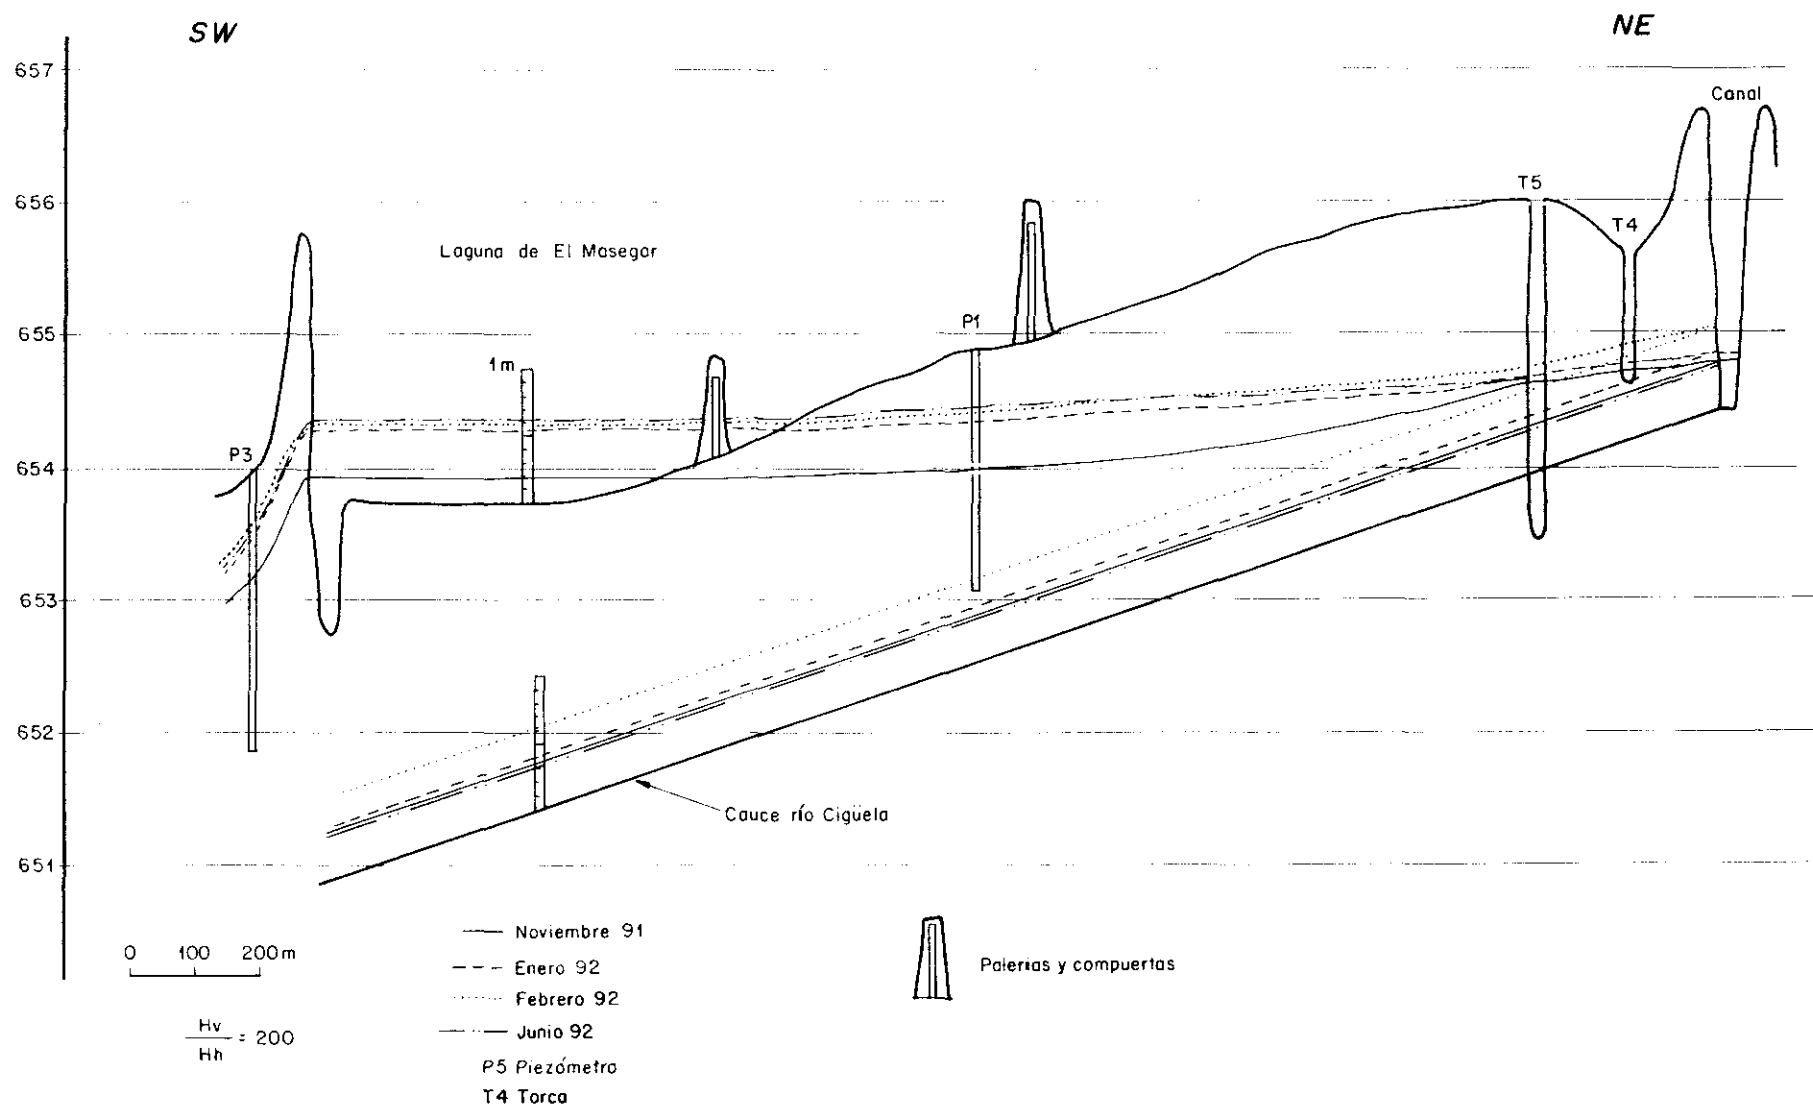 SW
NE
657
Canal
T5
656
T4
Laguna de El Masegar
655
P1
1m
P3
654
653
652
Cauce río Cigüela
651
Noviembre 91
0 100 200m
Enero 92
Palerias y compuertas
Febrero 92
Hv
Hh = 200
Junio 92
P5 Piezómetro
T4 Torca